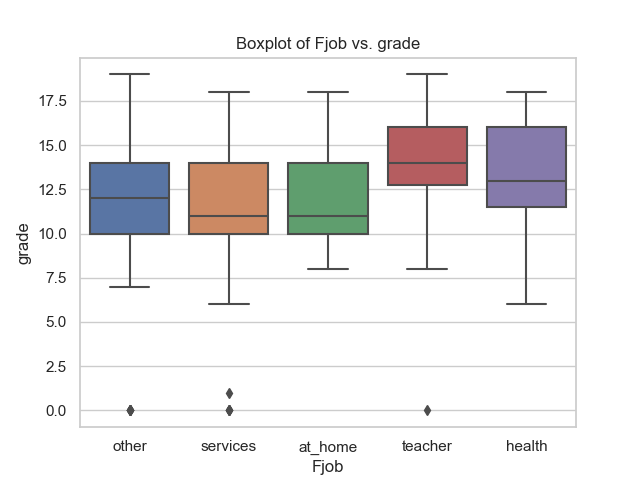 Boxplot of Fjob vs. grade
grade
17.5
15.0
12.5
10.0
7.5
5.0
2.5
0.0
other services at_home teacher health
Fjob